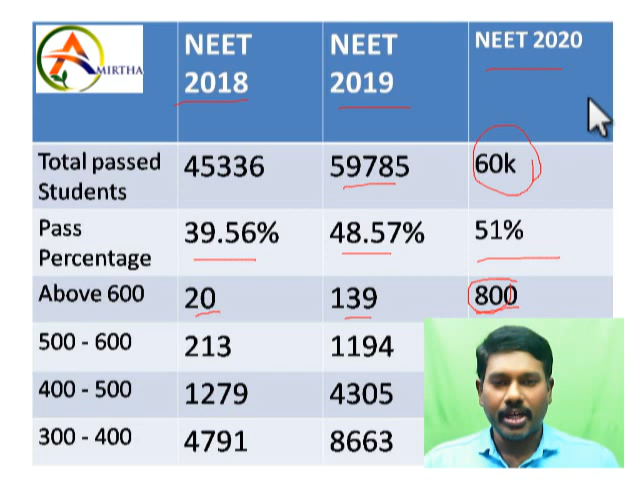 AMIRTHA
NEET 2018
NEET 2019
NEET 2020
Total passed Students 45336 59785 60k
Pass Percentage 39.56% 48.57% 51%
Above 600 20 139 800
500 - 600 213 1194
400 - 500 1279 4305
300 - 400 4791 8663